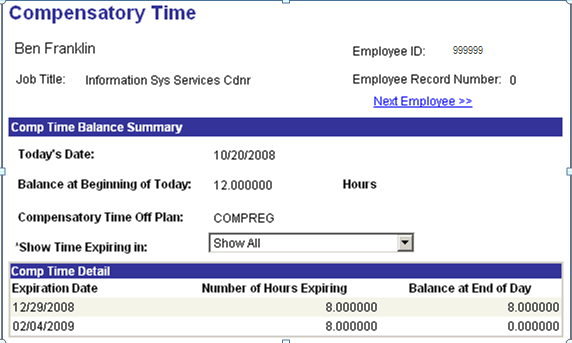 Compensatory Time
Ben Franklin Employee ID: 999999
Job Title: Information Sys Services Cdnr Employee Record Number: 0
Next Employee >>
Comp Time Balance Summary
Today's Date: 10/20/2008
Balance at Beginning of Today: 12.000000 Hours
Compensatory Time Off Plan: COMPREG
*Show Time Expiring in: Show All
Comp Time Detail
Expiration Date Number of Hours Expiring Balance at End of Day
12/29/2008 8.000000 8.000000
02/04/2009 8.000000 0.000000